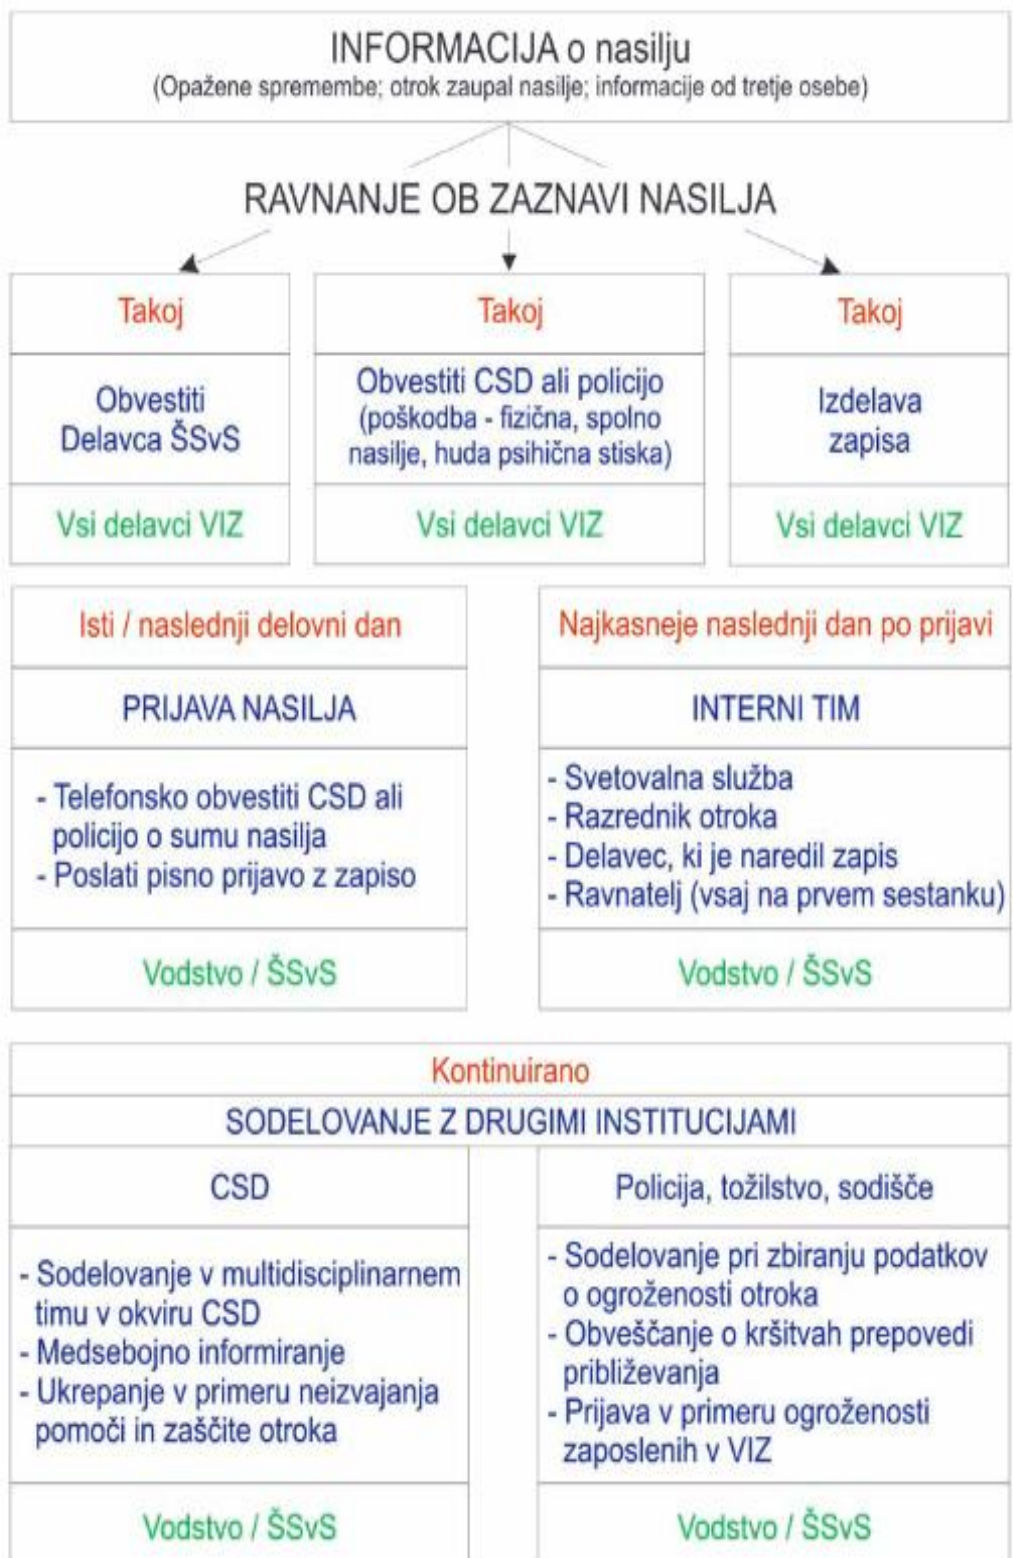 INFORMACIJA o nasilju
(Opažene spremembe; otrok zaupal nasilje; informacije od tretje osebe)
RAVNANJE OB ZAZNAVI NASILJA
Takoj
Obvestiti
Delavca ŠSvS
Vsi delavci VIZ
Takoj
Obvestiti CSD ali policijo
(poškodba - fizična, spolno
nasilje, huda psihična stiska)
Vsi delavci VIZ
Takoj
Izdelava
zapisa
Vsi delavci VIZ
Isti / naslednji delovni dan
PRIJAVA NASILJA
- Telefonsko obvestiti CSD ali
policijo o sumu nasilja
- Poslati pisno prijavo z zapiso
Vodstvo / ŠSvS
Najkasneje naslednji dan po prijavi
INTERNI TIM
- Svetovalna služba
- Razrednik otroka
- Delavec, ki je naredil zapis
- Ravnatelj (vsaj na prvem sestanku)
Vodstvo / ŠSvS
Kontinuirano
SODELOVANJE Z DRUGIMI INSTITUCIJAMI
CSD
- Sodelovanje v multidisciplinarnem
timu v okviru CSD
- Medsebojno informiranje
- Ukrepanje v primeru neizvajanja
pomoči in zaščite otroka
Vodstvo / ŠSvS
Policija, tožilstvo, sodišče
- Sodelovanje pri zbiranju podatkov
o ogroženosti otroka
- Obveščanje o kršitvah prepovedi
približevanja
- Prijava v primeru ogroženosti
zaposlenih v VIZ
Vodstvo / ŠSvS